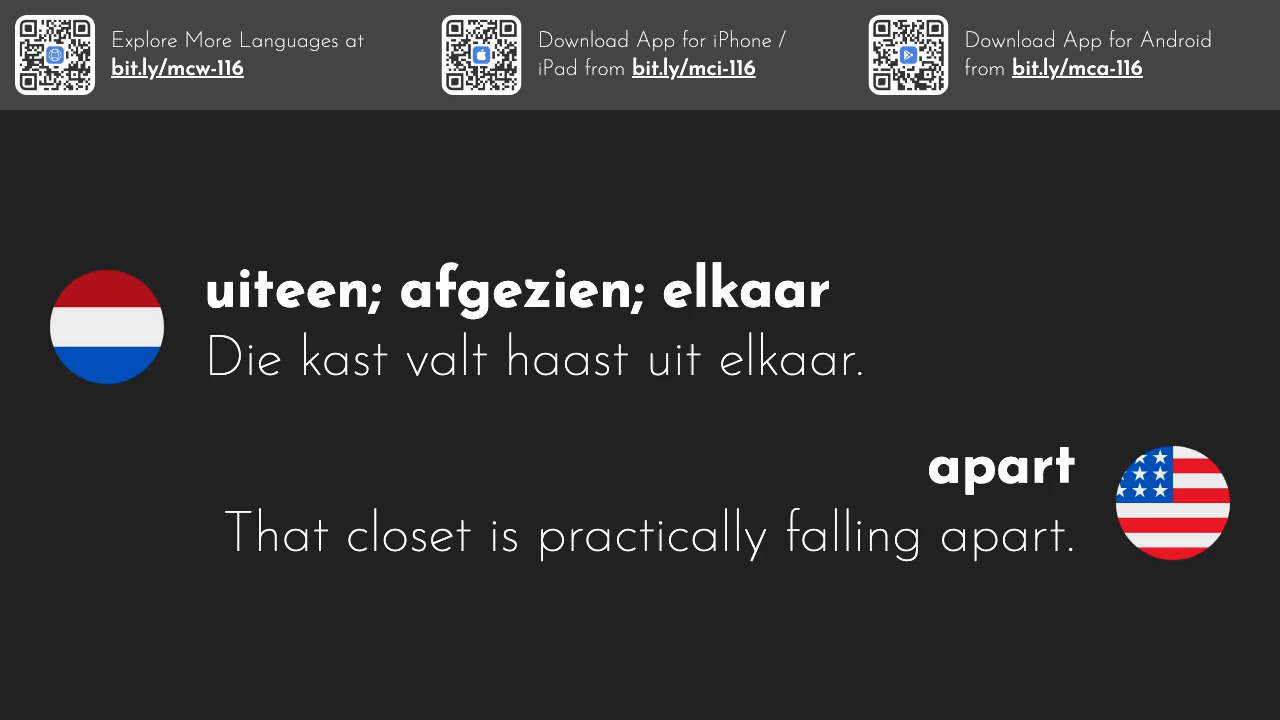 Explore More Languages at
bit.ly/mcw-116
Download App for iPhone /
iPad from bit.ly/mci-116
Download App for Android
from bit.ly/mca-116
uiteen; afgezien; elkaar
Die kast valt haast uit elkaar.
apart
That closet is practically falling apart.